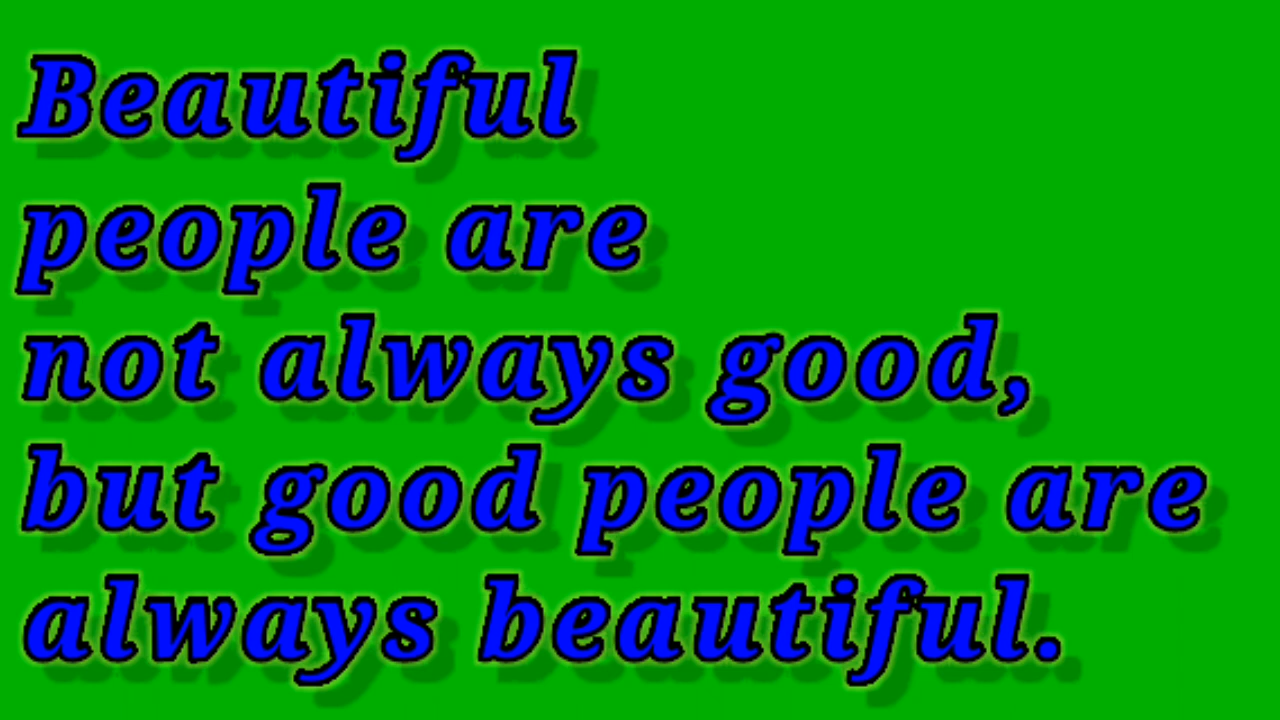 Beautiful
people are
not always good,
but good people are
always beautiful.